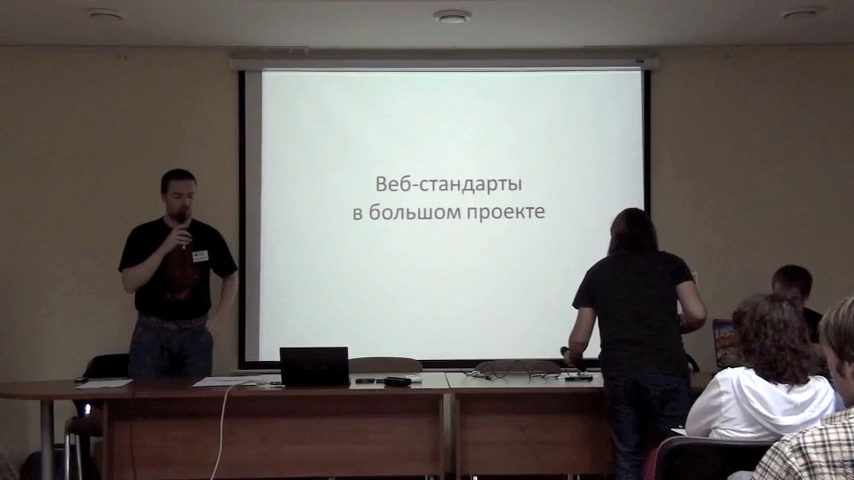 Веб-стандарты
в большом проекте